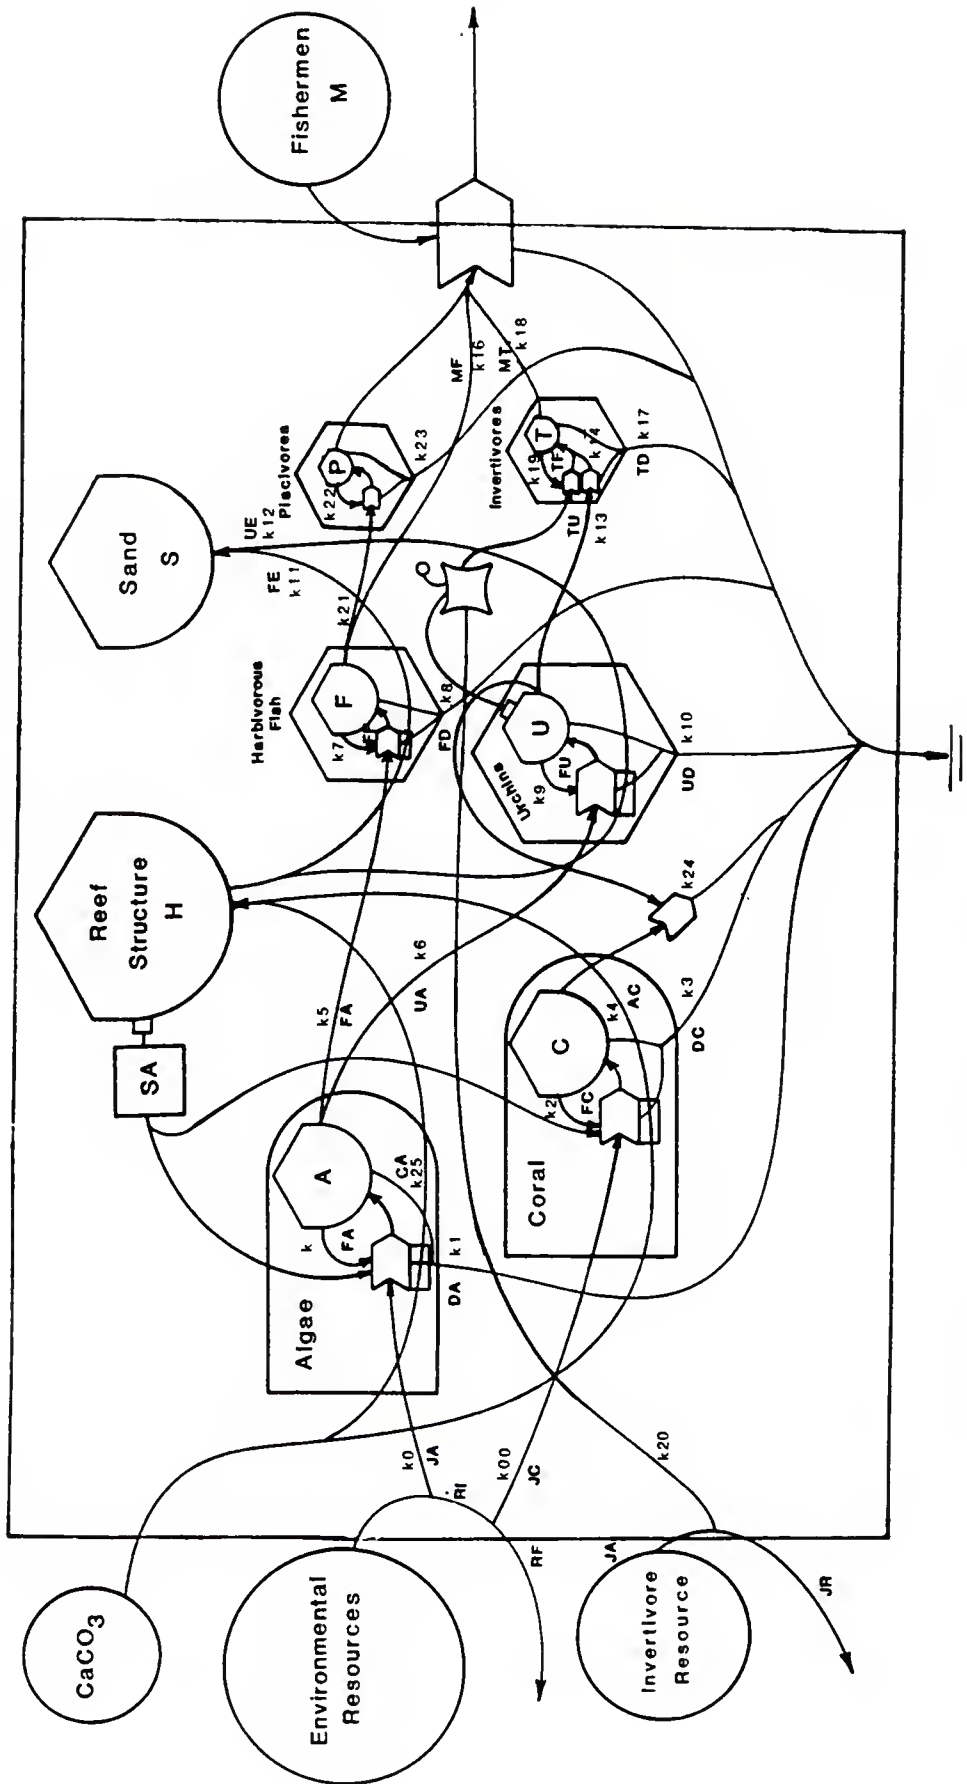 CaCO3
Environmental
Resources
Invertivore
Resource
JA
JR
RF
RI
k0
JA
k00
JC
k20
SA
Reef
Structure
H
Sand
S
Fishermen
M
Algae
A
k
FA
CA
k25
DA
k1
Coral
C
k2
FC
k4
AC
DC
k3
k24
k5
FA
UA
k6
Harbivorous
Fish
F
k7
k8
FD
Urchins
U
k9
FU
UD
k10
FE
k11
UE
k12
k21
Piscivores
P
k22
k23
Invertivores
T
k19
TF
TU
k13
TD
k17
MF
k16
MT
k18